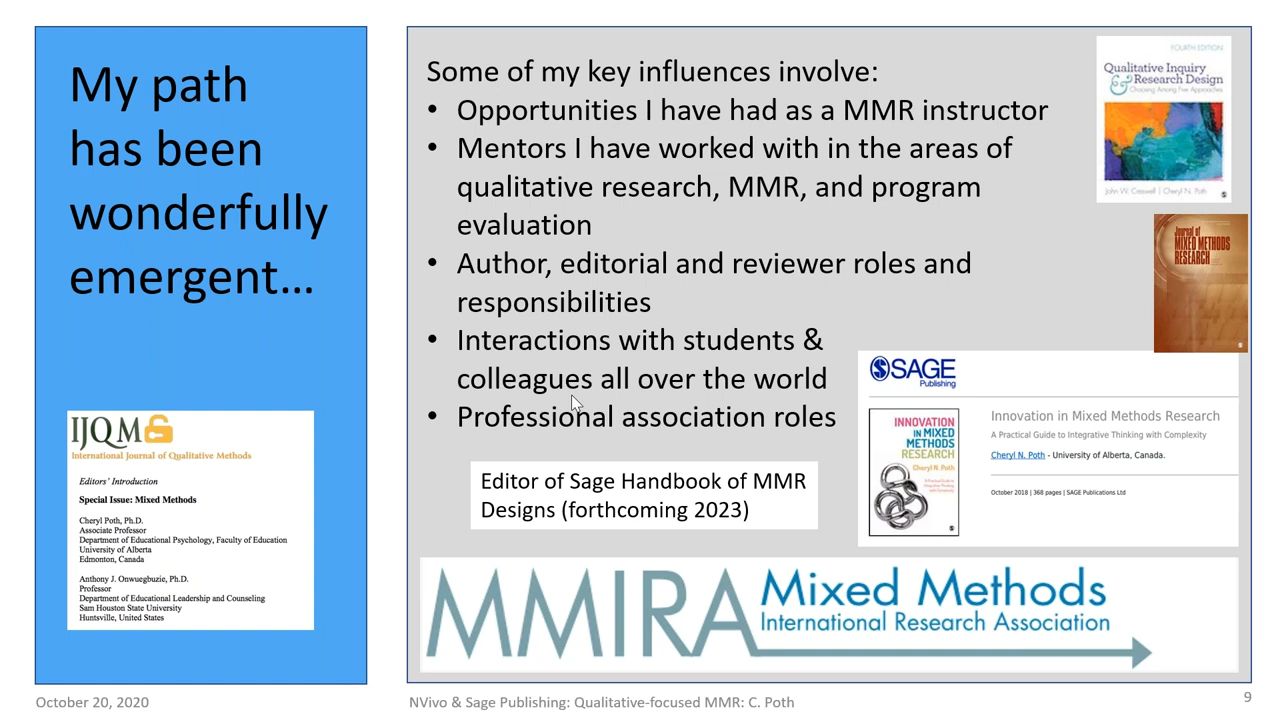 My path
has been
wonderfully
emergent…
IJQM
International Journal of Qualitative Methods
Editors' Introduction
Special Issue: Mixed Methods
Cheryl Poth, Ph.D.
Associate Professor
Department of Educational Psychology, Faculty of Education
University of Alberta
Edmonton, Canada
Anthony J. Onwuegbuzie, Ph.D.
Professor
Department of Educational Leadership and Counseling
Sam Houston State University
Huntsville, United States
Some of my key influences involve:
• Opportunities I have had as a MMR instructor
• Mentors I have worked with in the areas of
qualitative research, MMR, and program
evaluation
• Author, editorial and reviewer roles and
responsibilities
• Interactions with students &
colleagues all over the world
• Professional association roles
Editor of Sage Handbook of MMR
Designs (forthcoming 2023)
FOURTH EDITION
Qualitative Inquiry
& Research Design
Choosing Among Five Approaches
John W. Creswell | Cheryl N. Poth
Journal of
MIXED METHODS
RESEARCH
SAGE
Publishing
INNOVATION
IN MIXED
METHODS
RESEARCH
Cheryl N. Poth
Innovation in Mixed Methods Research
A Practical Guide to Integrative Thinking with Complexity
Cheryl N. Poth - University of Alberta, Canada.
October 2018 | 368 pages | SAGE Publications Ltd
MMIRA Mixed Methods
International Research Association
October 20, 2020
NVivo & Sage Publishing: Qualitative-focused MMR: C. Poth
9